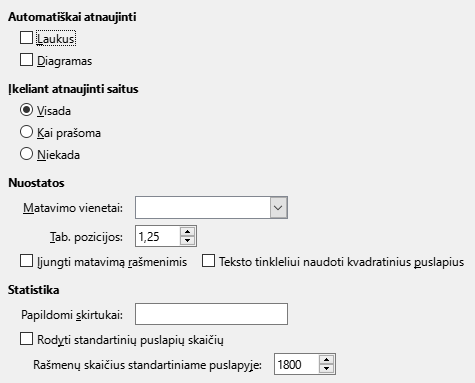 Automatiškai atnaujinti
Laukus
Diagramas
Įkeliant atnaujinti saitus
Visada
Kai prašoma
Niekada
Nuostatos
Matavimo vienetai:
Tab. pozicijos: 1,25
Įjungti matavimą rašmenimis Teksto tinkleliui naudoti kvadratinius puslapius
Statistika
Papildomi skirtukai:
Rodyti standartinių puslapių skaičių
Rašmenų skaičius standartiniame puslapyje: 1800